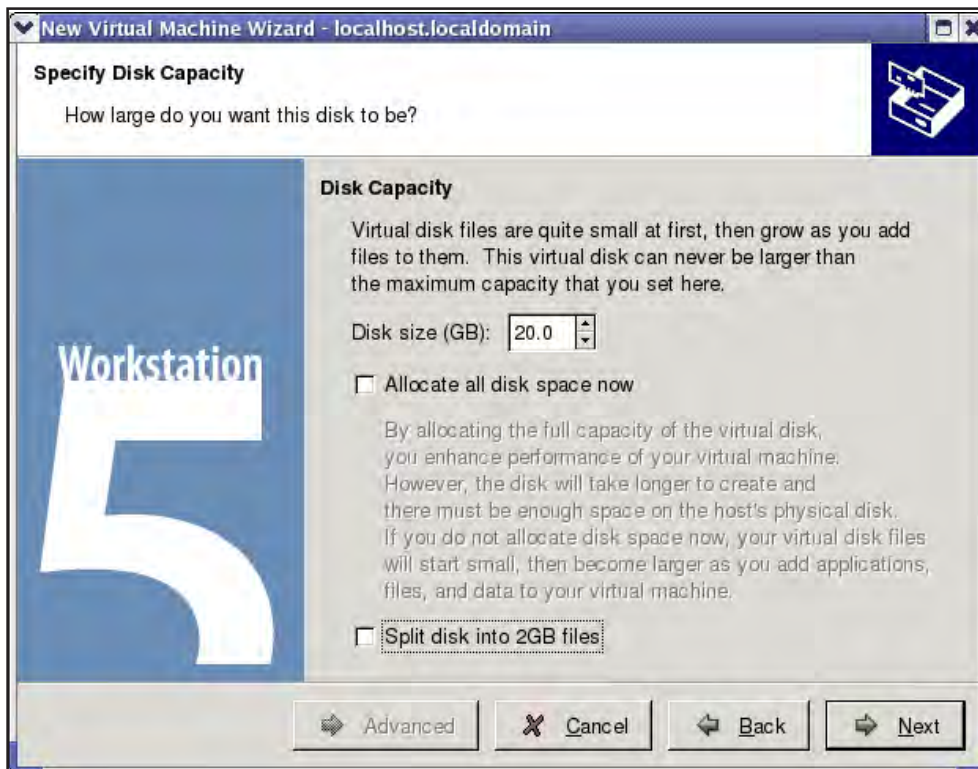 New Virtual Machine Wizard - localhost.localdomain
Specify Disk Capacity
How large do you want this disk to be?
Workstation
5
Disk Capacity
Virtual disk files are quite small at first, then grow as you add
files to them. This virtual disk can never be larger than
the maximum capacity that you set here.
Disk size (GB): 20.0
Allocate all disk space now
By allocating the full capacity of the virtual disk,
you enhance performance of your virtual machine.
However, the disk will take longer to create and
there must be enough space on the host's physical disk.
If you do not allocate disk space now, your virtual disk files
will start small, then become larger as you add applications,
files, and data to your virtual machine.
Split disk into 2GB files
Advanced Cancel Back Next